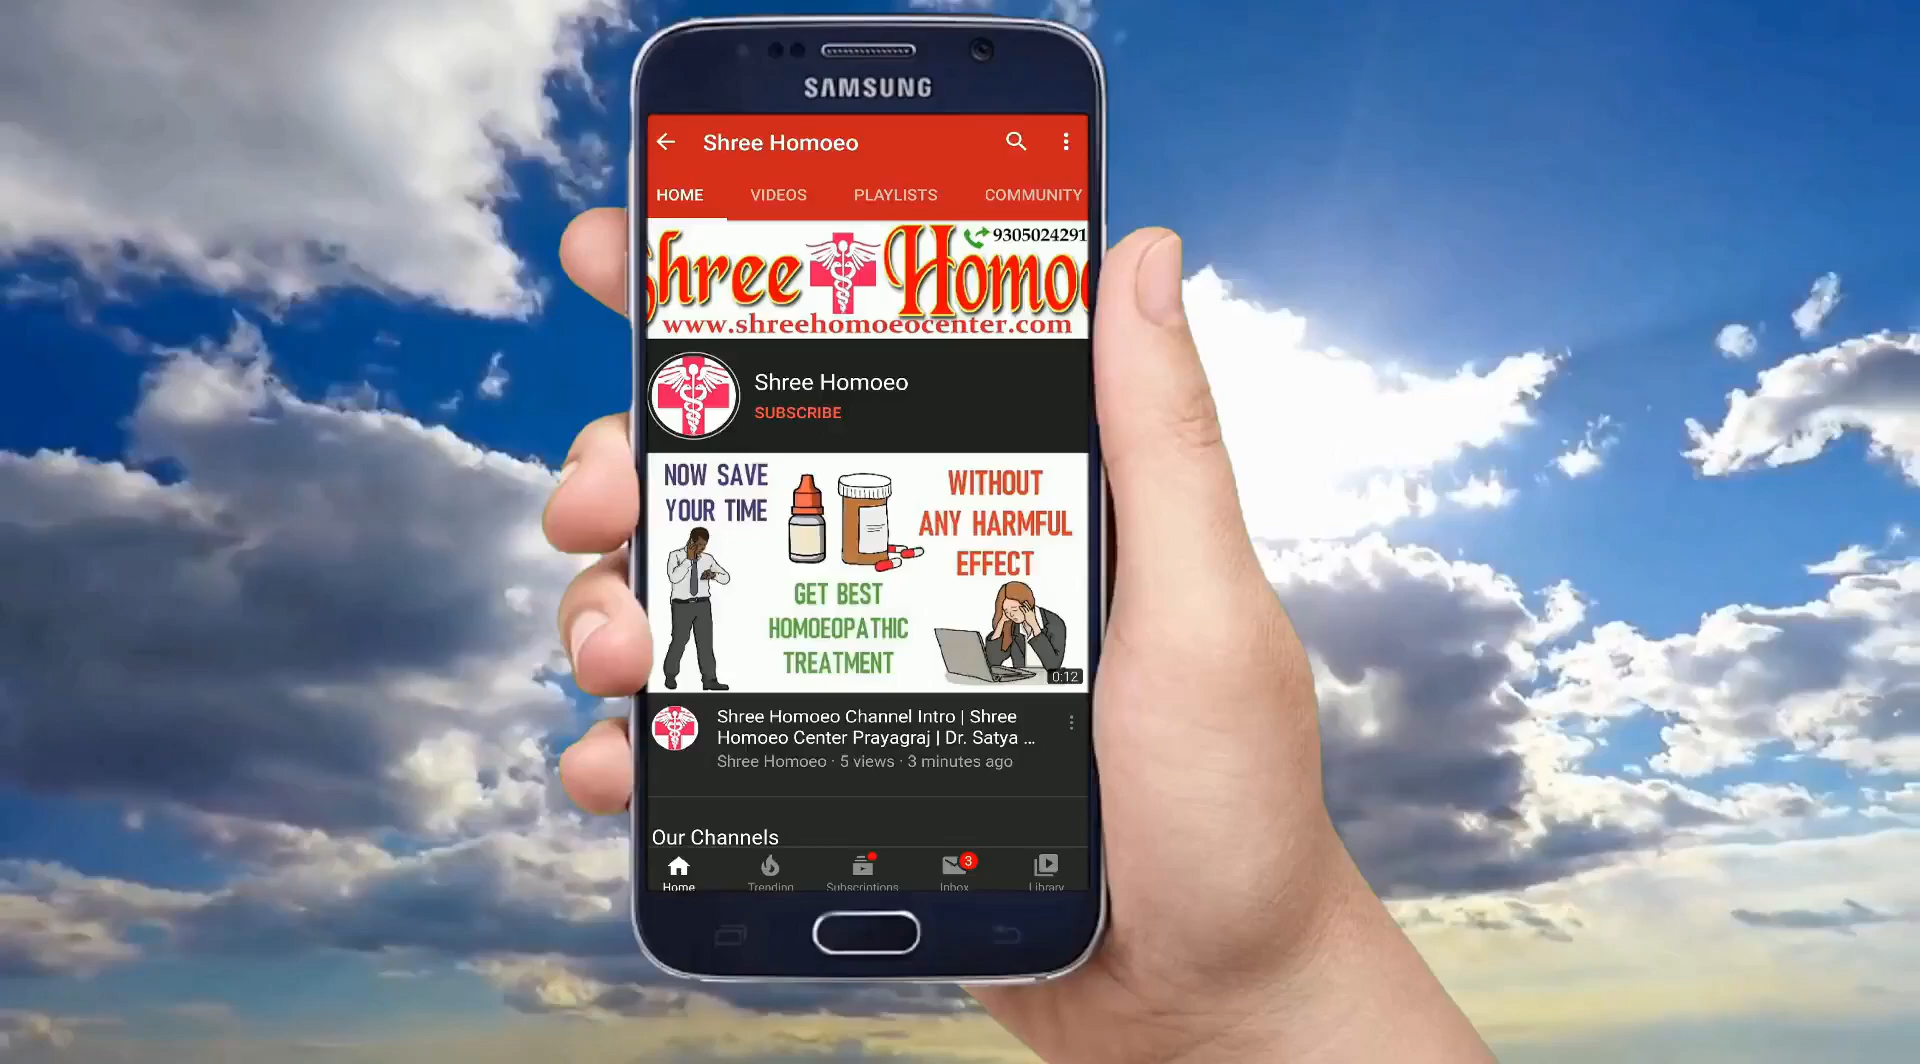 SAMSUNG
Shree Homoeo
HOME VIDEOS PLAYLISTS COMMUNITY
9305024291
Shree Homoe
www.shreehomoeocenter.com
Shree Homoeo
SUBSCRIBE
NOW SAVE
YOUR TIME
WITHOUT
ANY HARMFUL
EFFECT
GET BEST
HOMOEOPATHIC
TREATMENT
0:12
Shree Homoeo Channel Intro | Shree
Homoeo Center Prayagraj | Dr. Satya ...
Shree Homoeo · 5 views · 3 minutes ago
Our Channels
3
Home Trending Subscriptions Inbox Library